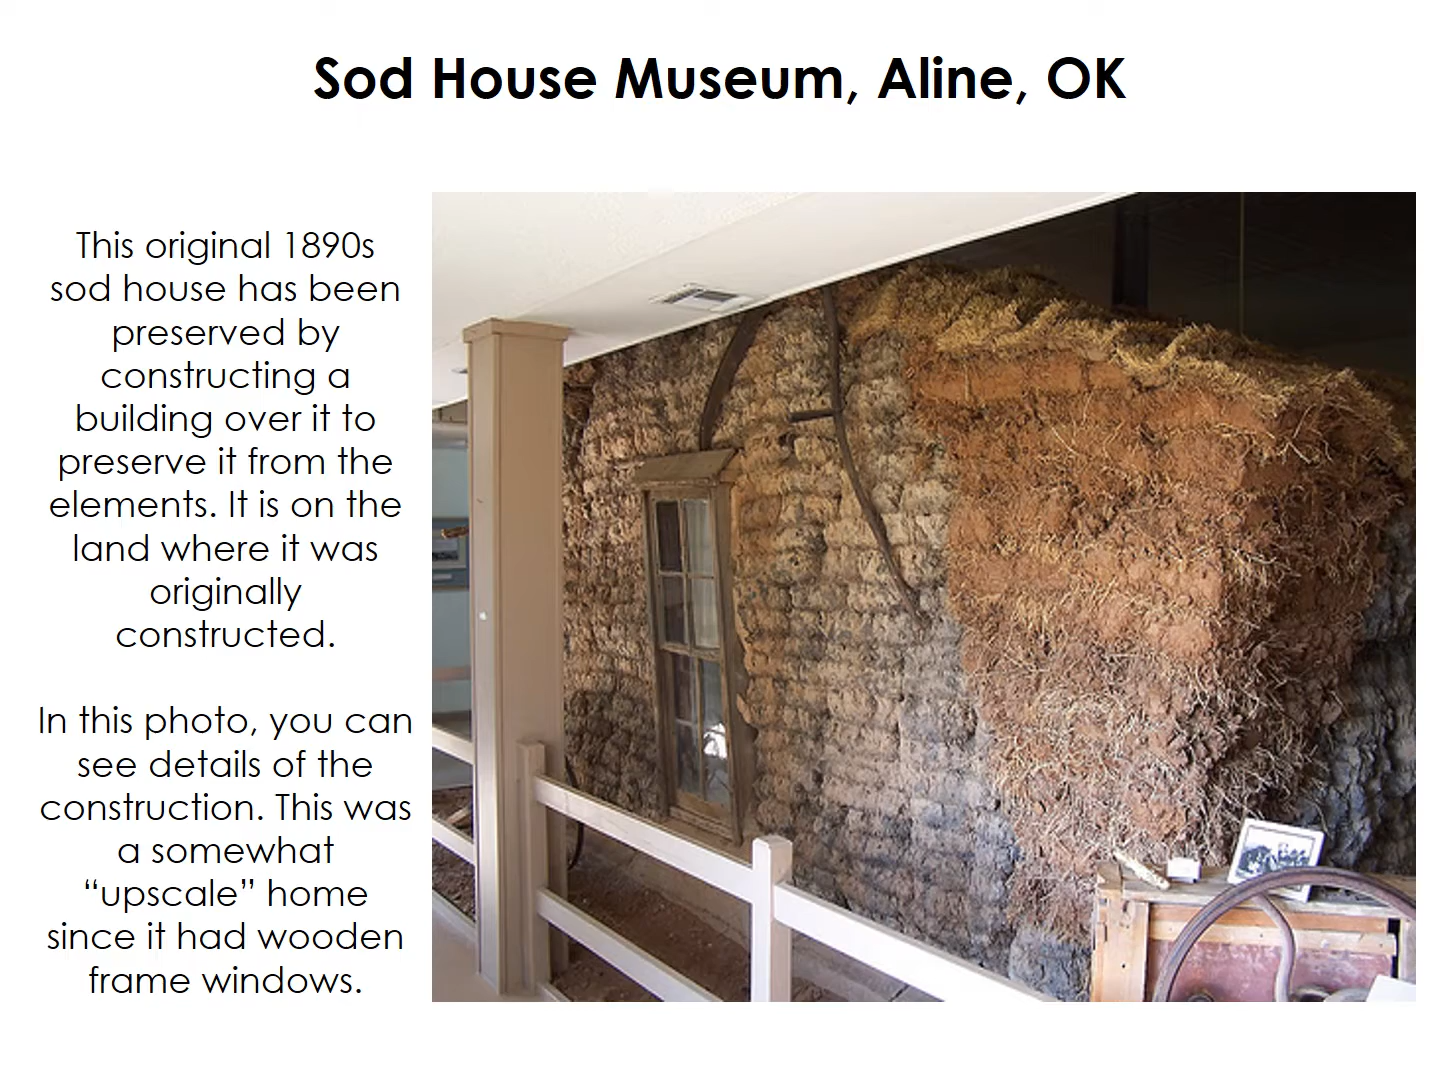 Sod House Museum, Aline, OK
This original 1890s
sod house has been
preserved by
constructing a
building over it to
preserve it from the
elements. It is on the
land where it was
originally
constructed.
In this photo, you can
see details of the
construction. This was
a somewhat
“upscale” home
since it had wooden
frame windows.